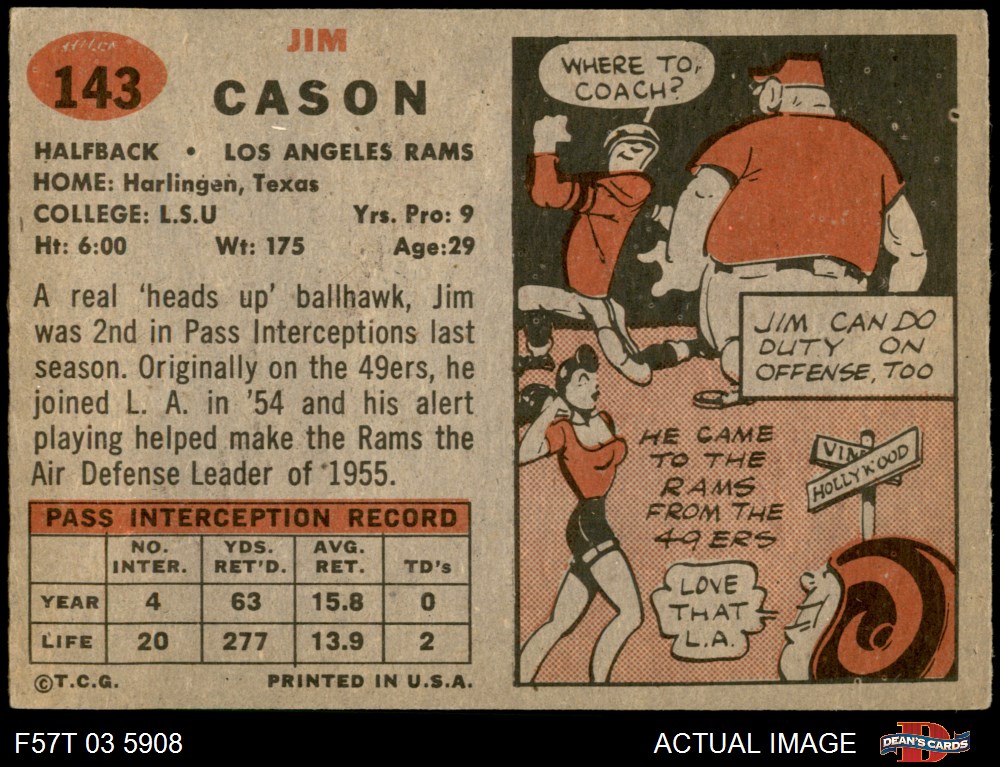 143
JIM
CASON
HALFBACK • LOS ANGELES RAMS
HOME: Harlingen, Texas
COLLEGE: L.S.U Yrs. Pro: 9
Ht: 6:00 Wt: 175 Age:29
A real 'heads up' ballhawk, Jim
was 2nd in Pass Interceptions last
season. Originally on the 49ers, he
joined L. A. in '54 and his alert
playing helped make the Rams the
Air Defense Leader of 1955.
PASS INTERCEPTION RECORD
NO. INTER. YDS. RET'D. AVG. RET. TD's
YEAR 4 63 15.8 0
LIFE 20 277 13.9 2
©T.C.G. PRINTED IN U.S.A.
WHERE TO,
COACH?
JIM CAN DO
DUTY ON
OFFENSE, TOO
HE CAME
TO THE
RAMS
FROM THE
49ERS
HOLLYWOOD
LOVE
THAT
L.A.
F57T 03 5908
ACTUAL IMAGE
DEAN'S CARDS